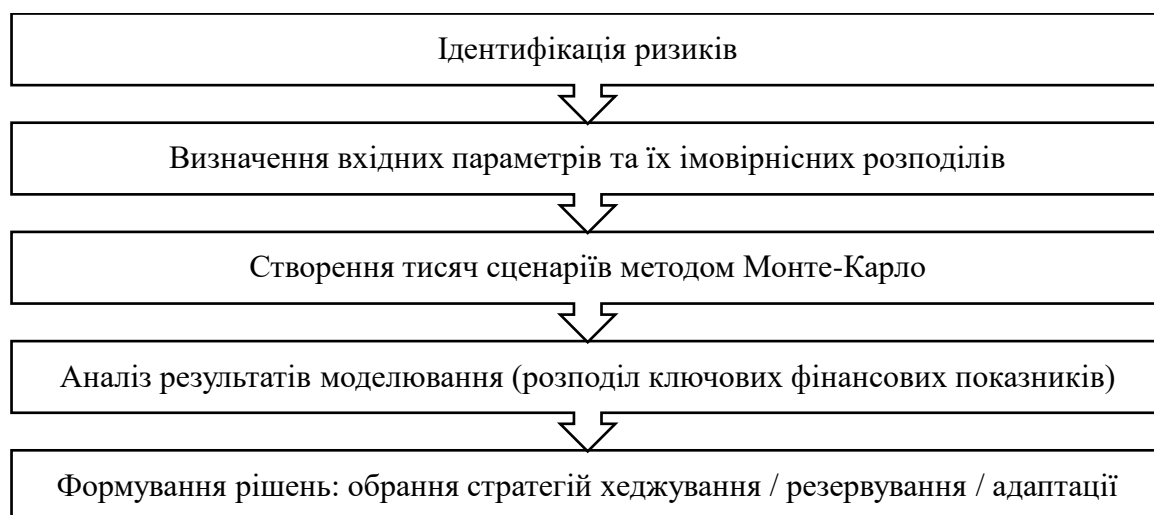 Ідентифікація ризиків
Визначення вхідних параметрів та їх імовірнісних розподілів
Створення тисяч сценаріїв методом Монте-Карло
Аналіз результатів моделювання (розподіл ключових фінансових показників)
Формування рішень: обрання стратегій хеджування / резервування / адаптації